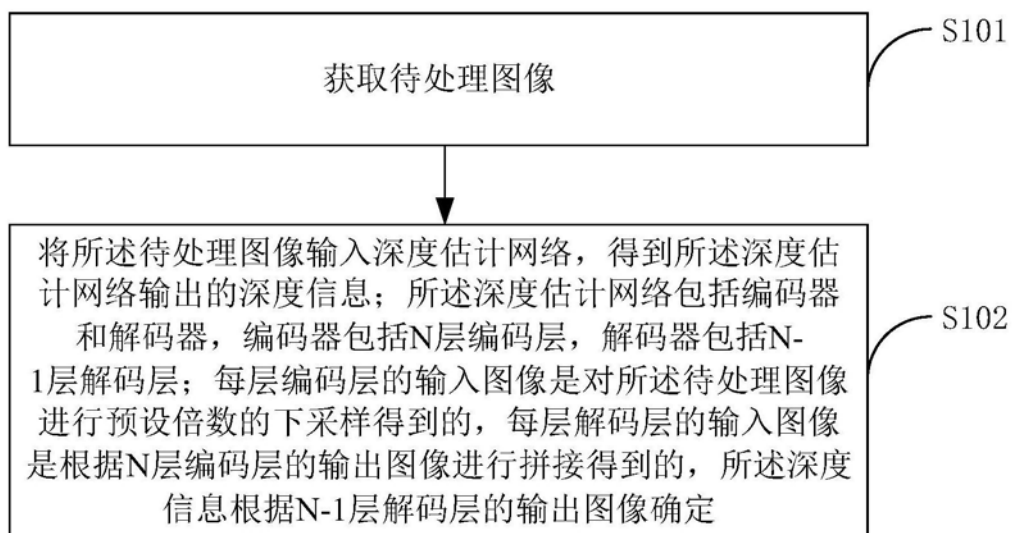 S101
获取待处理图像
将所述待处理图像输入深度估计网络，得到所述深度估
计网络输出的深度信息；所述深度估计网络包括编码器
和解码器，编码器包括N层编码层，解码器包括N-
1层解码层；每层编码层的输入图像是对所述待处理图像
进行预设倍数的下采样得到的，每层解码层的输入图像
是根据N层编码层的输出图像进行拼接得到的，所述深度
信息根据N-1层解码层的输出图像确定
S102